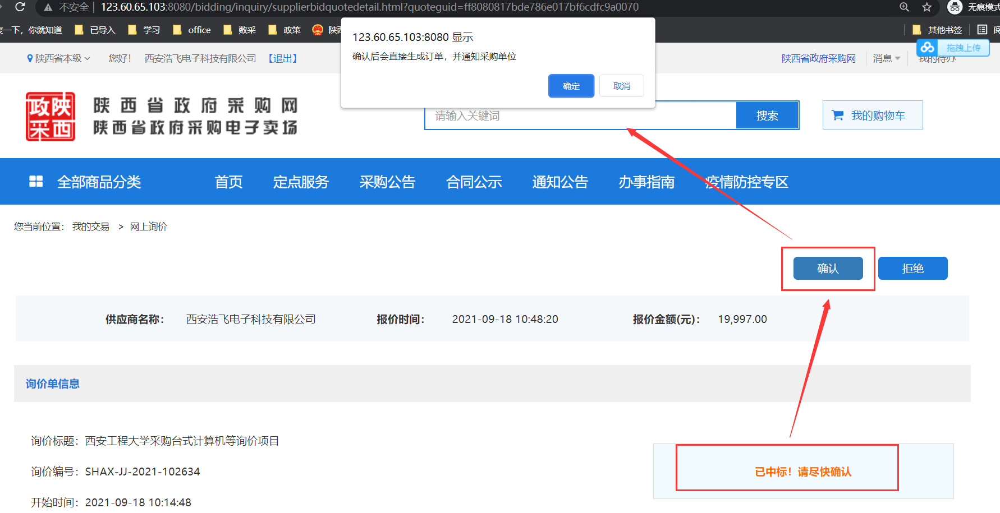 不安全 | 123.60.65.103:8080/bidding/inquiry/supplierbidquotedetail.html?quoteguid=ff8080817bde786e017bf6cdfc9a0070 无痕模式
度一下，你就知道 已导入 学习 office 数采 政策 陕西 其他书签 阅
123.60.65.103:8080 显示
确认后会直接生成订单，并通知采购单位
确定 取消
拖拽上传
陕西省本级 您好！ 西安浩飞电子科技有限公司 【退出】 陕西省政府采购网 消息 我的待办
政陕
采西
陕西省政府采购网
陕西省政府采购电子卖场
请输入关键词 搜索 我的购物车
全部商品分类 首页 定点服务 采购公告 合同公示 通知公告 办事指南 疫情防控专区
您当前位置： 我的交易 > 网上询价
确认 拒绝
供应商名称： 西安浩飞电子科技有限公司 报价时间： 2021-09-18 10:48:20 报价金额(元)： 19,997.00
询价单信息
询价标题：西安工程大学采购台式计算机等询价项目
询价编号：SHAX-JJ-2021-102634
已中标！请尽快确认
开始时间：2021-09-18 10:14:48